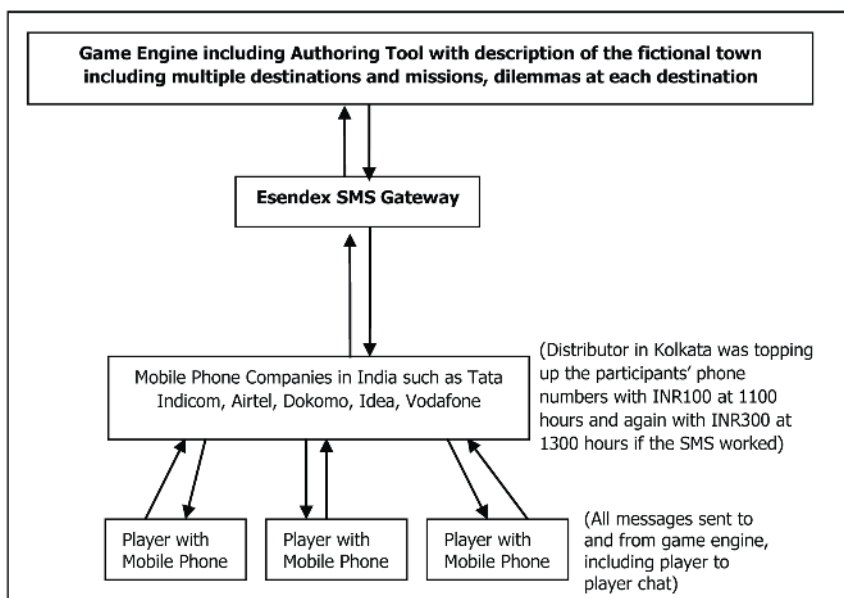 Game Engine including Authoring Tool with description of the fictional town
including multiple destinations and missions, dilemmas at each destination
Esendex SMS Gateway
Mobile Phone Companies in India such as Tata
Indicom, Airtel, Dokomo, Idea, Vodafone
(Distributor in Kolkata was topping
up the participants' phone
numbers with INR100 at 1100
hours and again with INR300 at
1300 hours if the SMS worked)
Player with
Mobile Phone
Player with
Mobile Phone
Player with
Mobile Phone
(All messages sent to
and from game engine,
including player to
player chat)